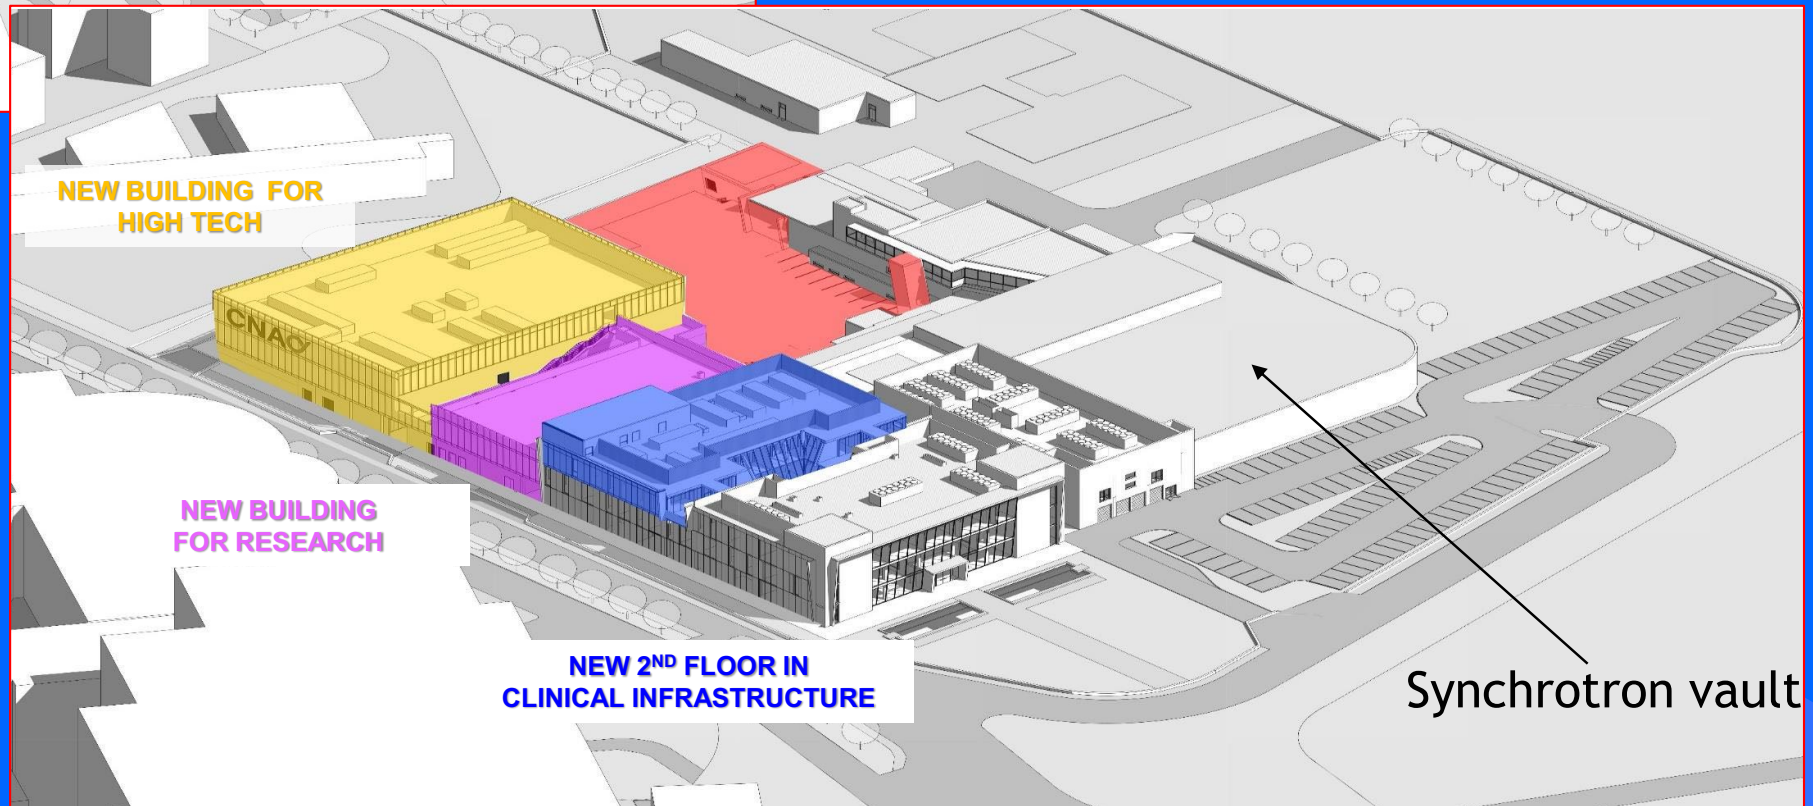 NEW BUILDING FOR
HIGH TECH
CNAO
NEW BUILDING
FOR RESEARCH
NEW 2ND FLOOR IN
CLINICAL INFRASTRUCTURE
Synchrotron vault